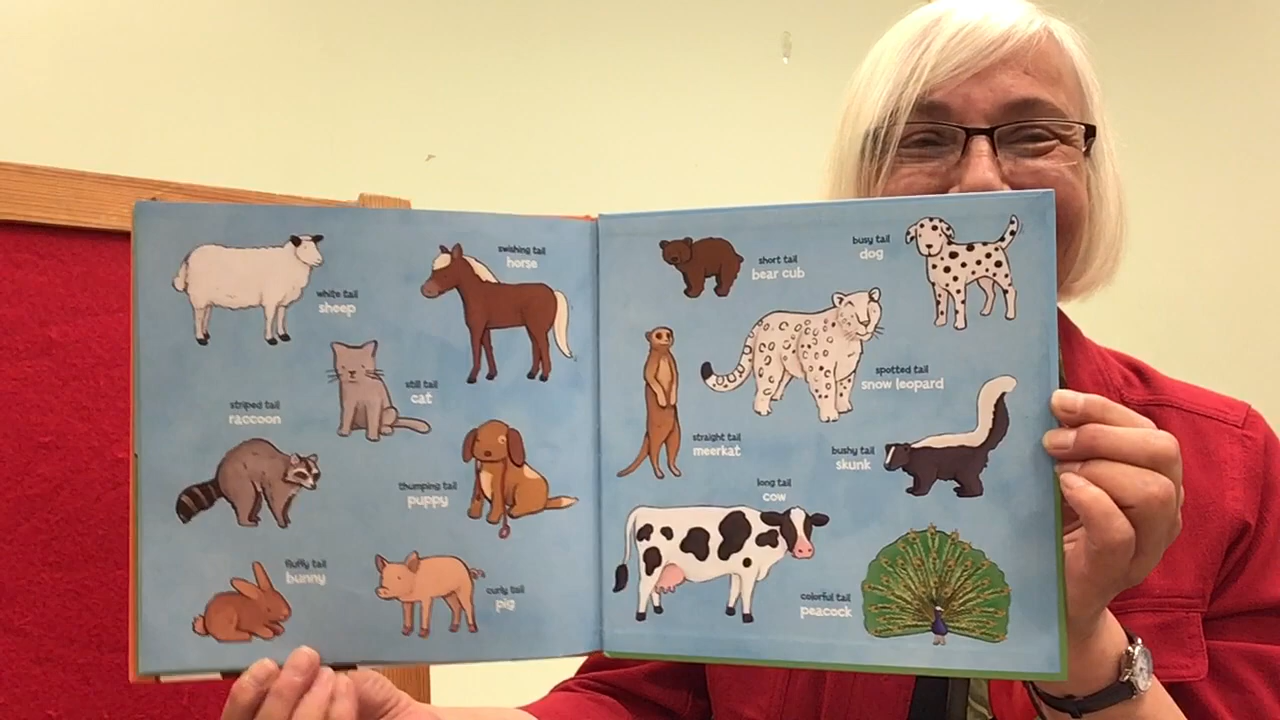 white tail
sheep
swishing tail
horse
still tail
cat
striped tail
raccoon
thumping tail
puppy
fluffy tail
bunny
curly tail
pig
short tail
bear cub
busy tail
dog
spotted tail
snow leopard
straight tail
meerkat
bushy tail
skunk
long tail
cow
colorful tail
peacock